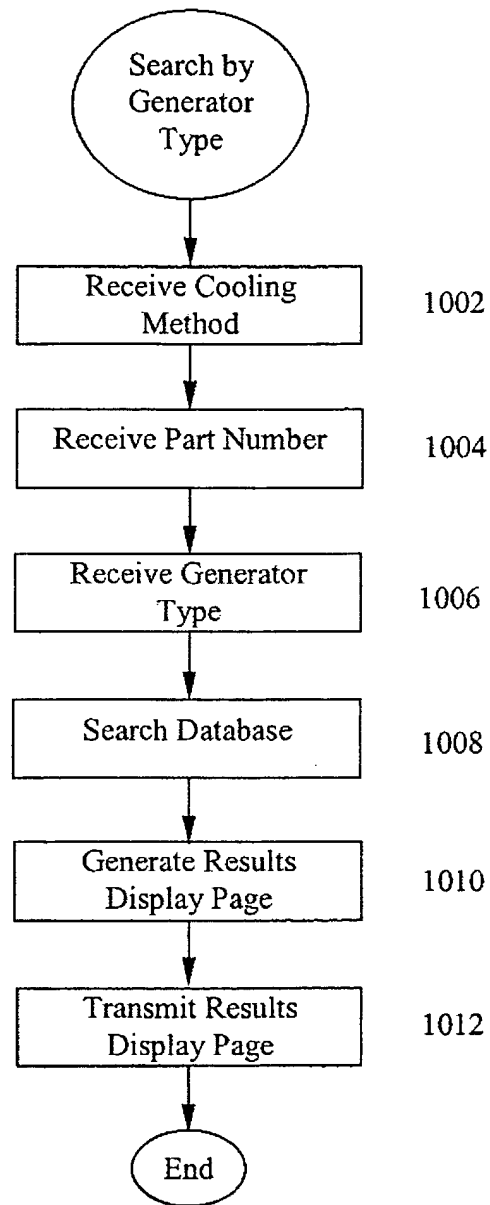 Search by
Generator
Type
Receive Cooling
Method
1002
Receive Part Number
1004
Receive Generator
Type
1006
Search Database
1008
Generate Results
Display Page
1010
Transmit Results
Display Page
1012
End